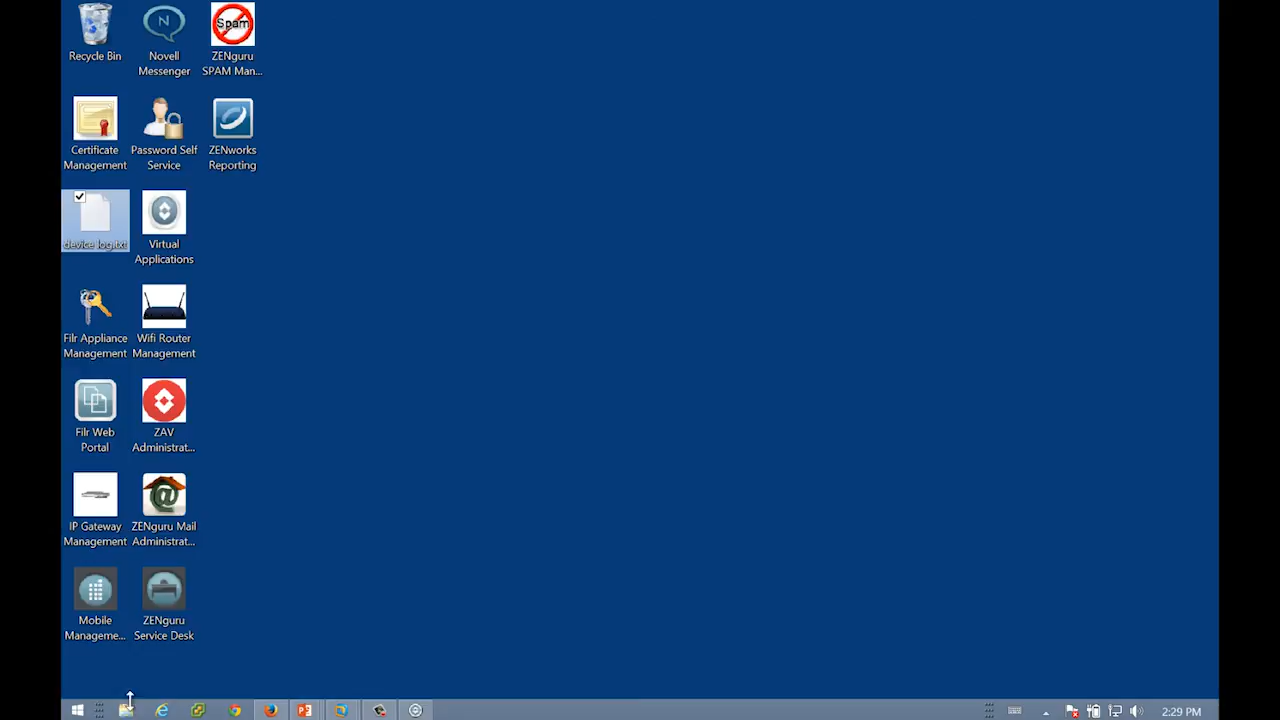 Recycle Bin
Novell
Messenger
N
Spam
ZENguru
SPAM Man...
Certificate
Management
Password Self
Service
ZENworks
Reporting
device_log.txt
Virtual
Applications
Filr Appliance
Management
Wifi Router
Management
Filr Web
Portal
ZAV
Administrat...
IP Gateway
Management
@
ZENguru Mail
Administrat...
Mobile
Manageme...
ZENguru
Service Desk
2:29 PM